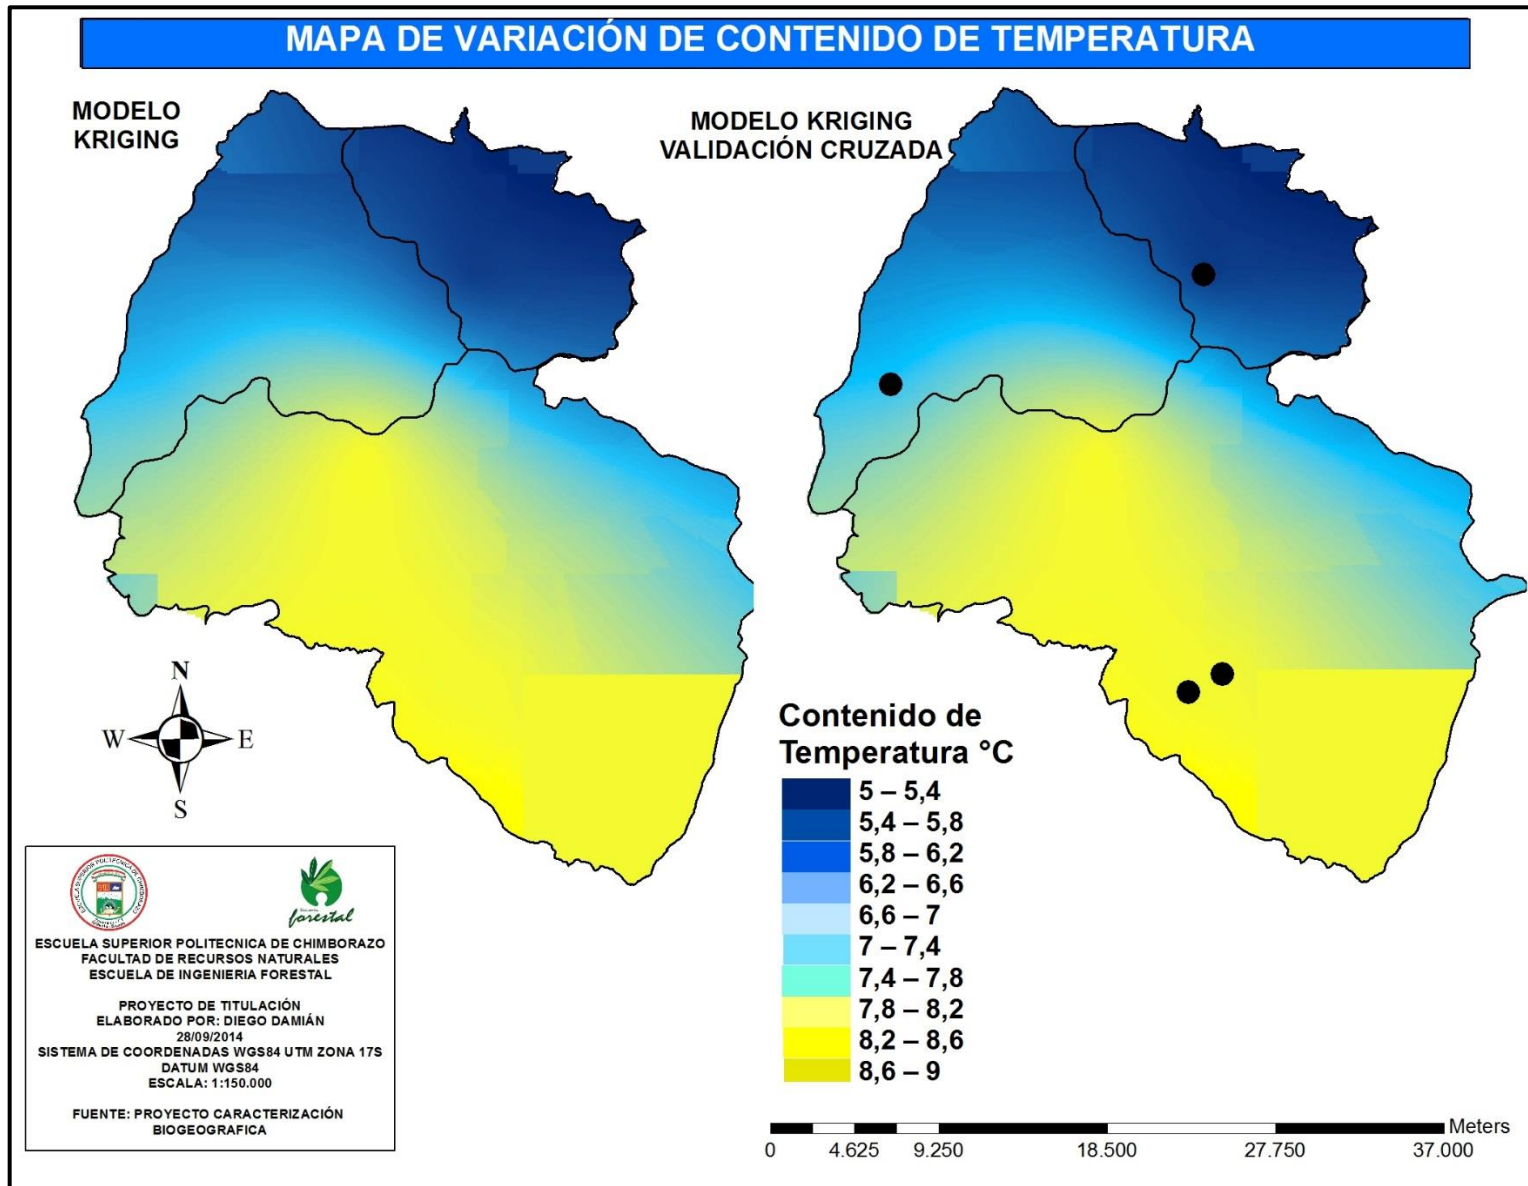 MAPA DE VARIACIÓN DE CONTENIDO DE TEMPERATURA
MODELO
KRIGING
MODELO KRIGING
VALIDACIÓN CRUZADA
N
W
E
S
Contenido de
Temperatura °C
5 – 5,4
5,4 – 5,8
5,8 – 6,2
6,2 – 6,6
6,6 – 7
7 – 7,4
7,4 – 7,8
7,8 – 8,2
8,2 – 8,6
8,6 – 9
ESCUELA SUPERIOR POLITECNICA DE CHIMBORAZO
forestal
ESCUELA SUPERIOR POLITECNICA DE CHIMBORAZO
FACULTAD DE RECURSOS NATURALES
ESCUELA DE INGENIERIA FORESTAL
PROYECTO DE TITULACIÓN
ELABORADO POR: DIEGO DAMIÁN
28/09/2014
SISTEMA DE COORDENADAS WGS84 UTM ZONA 17S
DATUM WGS84
ESCALA: 1:150.000
FUENTE: PROYECTO CARACTERIZACIÓN
BIOGEOGRAFICA
Meters
0 4.625 9.250 18.500 27.750 37.000